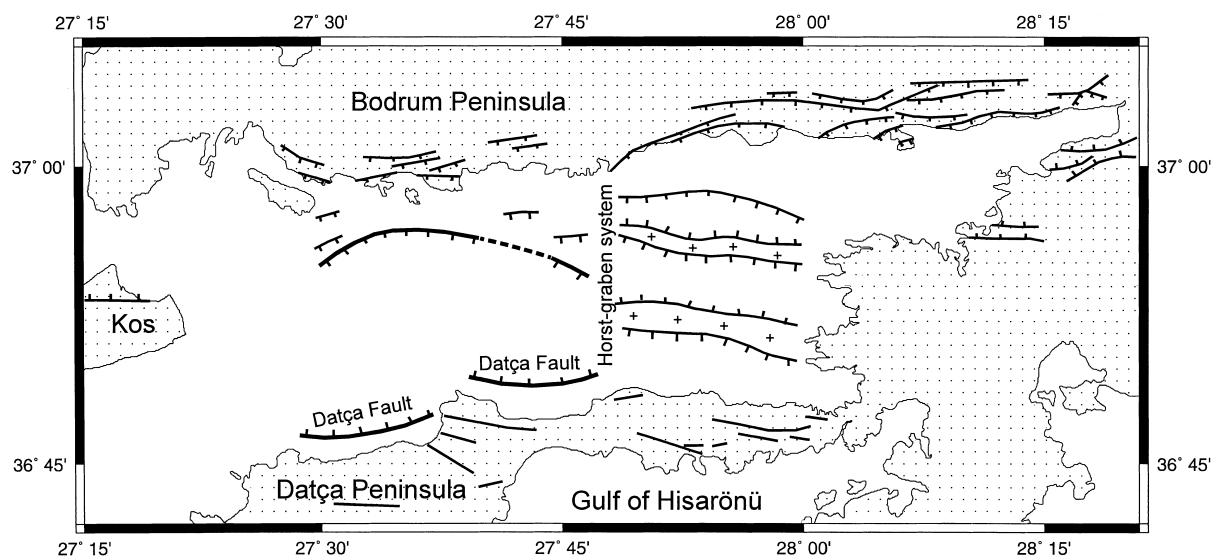 27° 15' 27° 30' 27° 45' 28° 00' 28° 15'
Bodrum Peninsula
37° 00' 37° 00'
Horst-graben system
Kos
Datça Fault
Datça Fault
36° 45' 36° 45'
Datça Peninsula
Gulf of Hisarönü
27° 15' 27° 30' 27° 45' 28° 00' 28° 15'